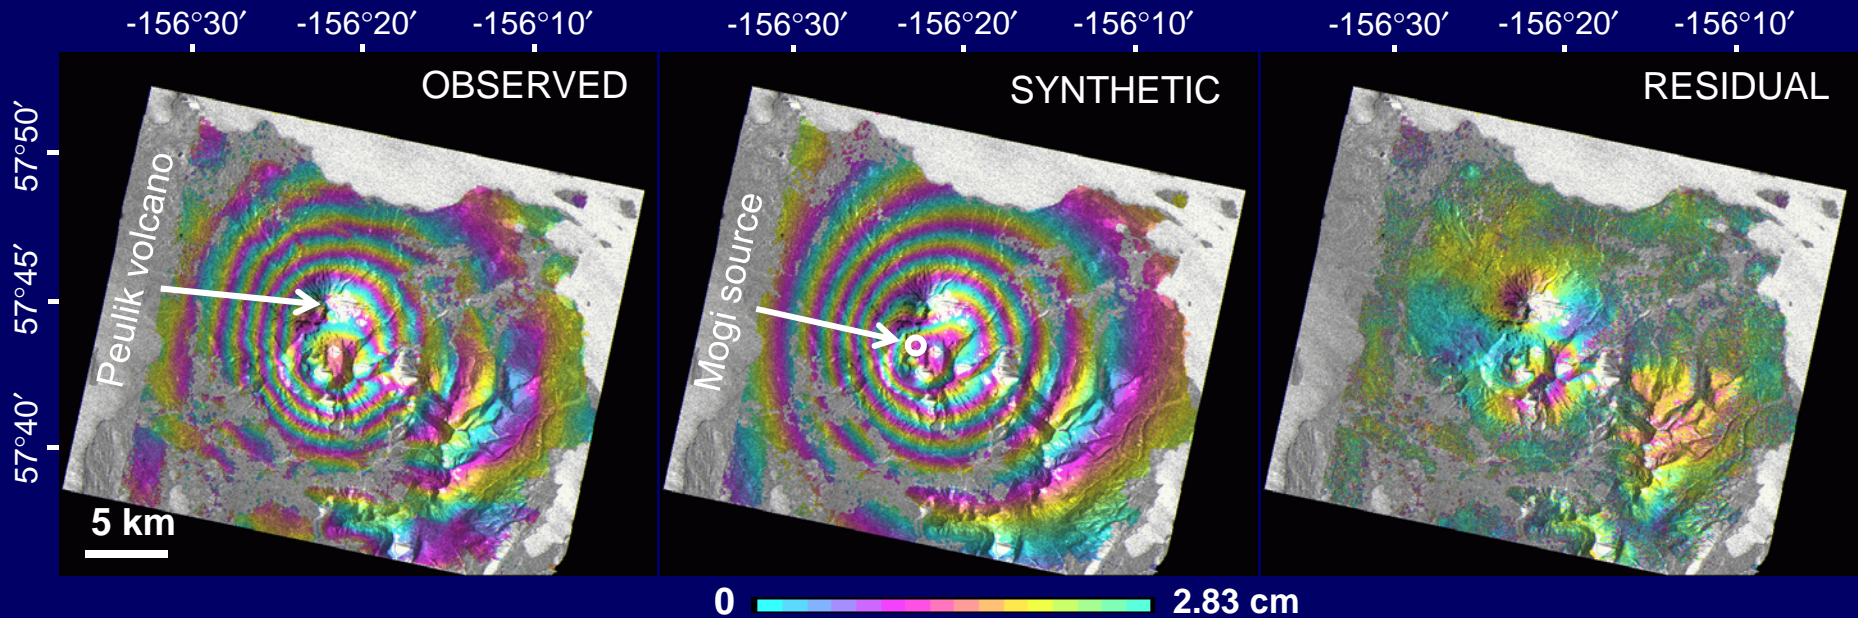 -156°30′ -156°20′ -156°10′ -156°30′ -156°20′ -156°10′ -156°30′ -156°20′ -156°10′
OBSERVED
SYNTHETIC
RESIDUAL
57°50′
57°45′
57°40′
Peulik volcano
Mogi source
5 km
0 2.83 cm